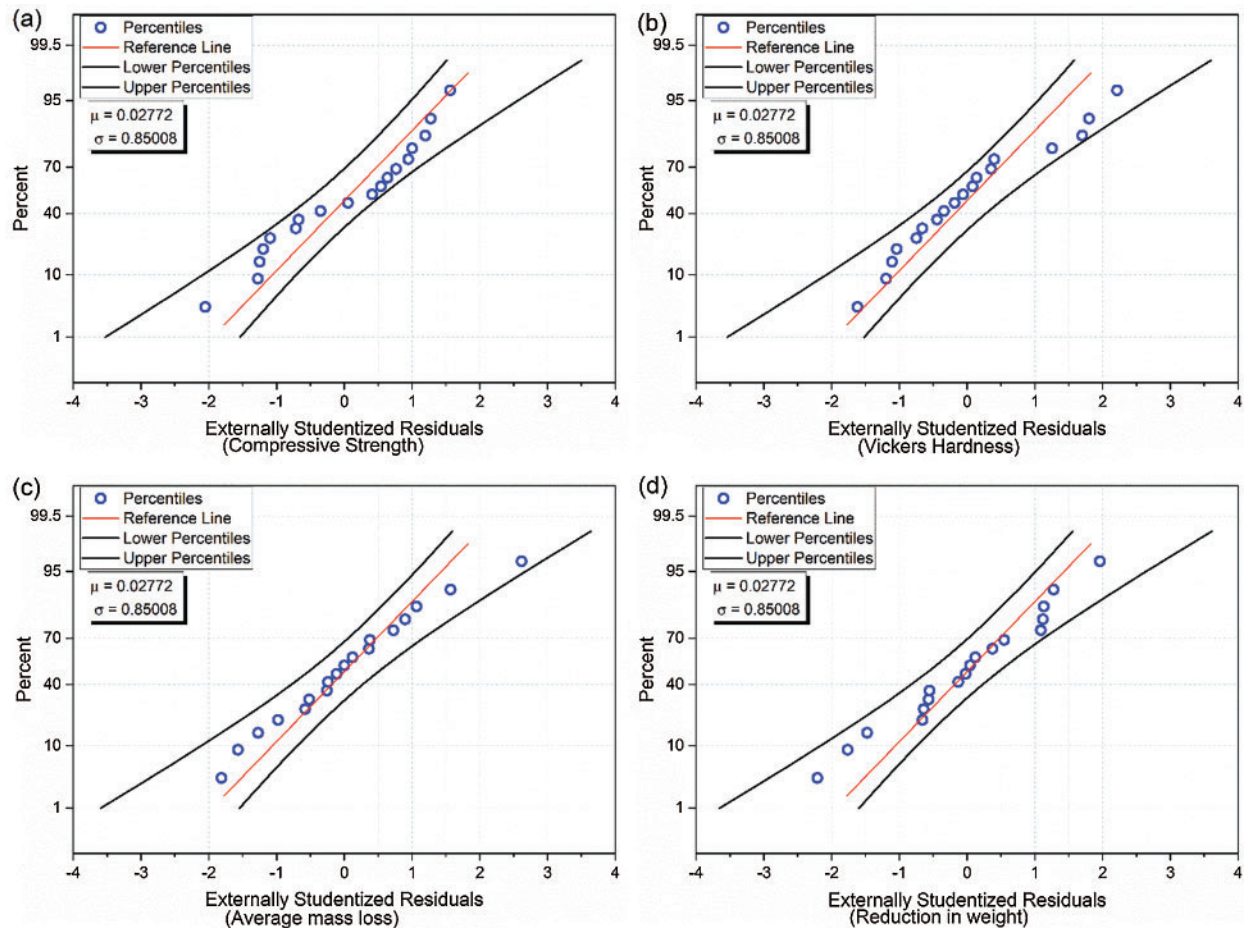 (a)
Percentiles
Reference Line
Lower Percentiles
Upper Percentiles
μ = 0.02772
σ = 0.85008
99.5
95
70
40
10
1
Percent
-4 -3 -2 -1 0 1 2 3 4
Externally Studentized Residuals
(Compressive Strength)
(b)
Percentiles
Reference Line
Lower Percentiles
Upper Percentiles
μ = 0.02772
σ = 0.85008
99.5
95
70
40
10
1
Percent
-4 -3 -2 -1 0 1 2 3 4
Externally Studentized Residuals
(Vickers Hardness)
(c)
Percentiles
Reference Line
Lower Percentiles
Upper Percentiles
μ = 0.02772
σ = 0.85008
99.5
95
70
40
10
1
Percent
-4 -3 -2 -1 0 1 2 3 4
Externally Studentized Residuals
(Average mass loss)
(d)
Percentiles
Reference Line
Lower Percentiles
Upper Percentiles
μ = 0.02772
σ = 0.85008
99.5
95
70
40
10
1
Percent
-4 -3 -2 -1 0 1 2 3 4
Externally Studentized Residuals
(Reduction in weight)